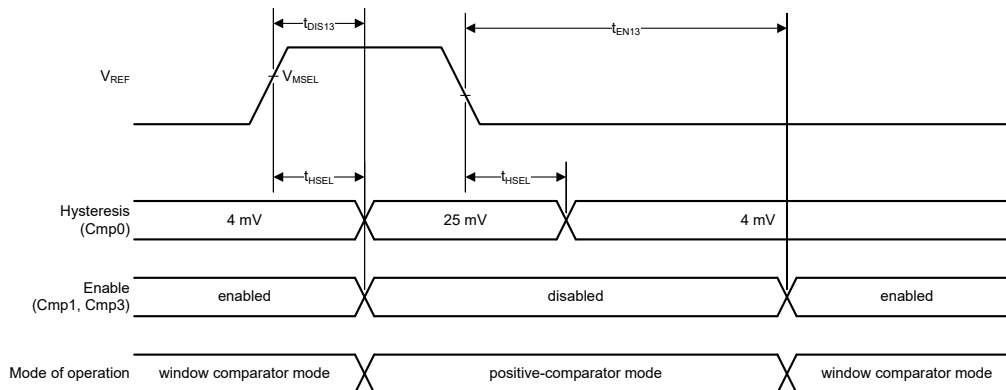 tDIS13
tEN13
VREF
VMSEL
tHSEL
tHSEL
Hysteresis
(Cmp0)
4 mV
25 mV
4 mV
Enable
(Cmp1, Cmp3)
enabled
disabled
enabled
Mode of operation
window comparator mode
positive-comparator mode
window comparator mode